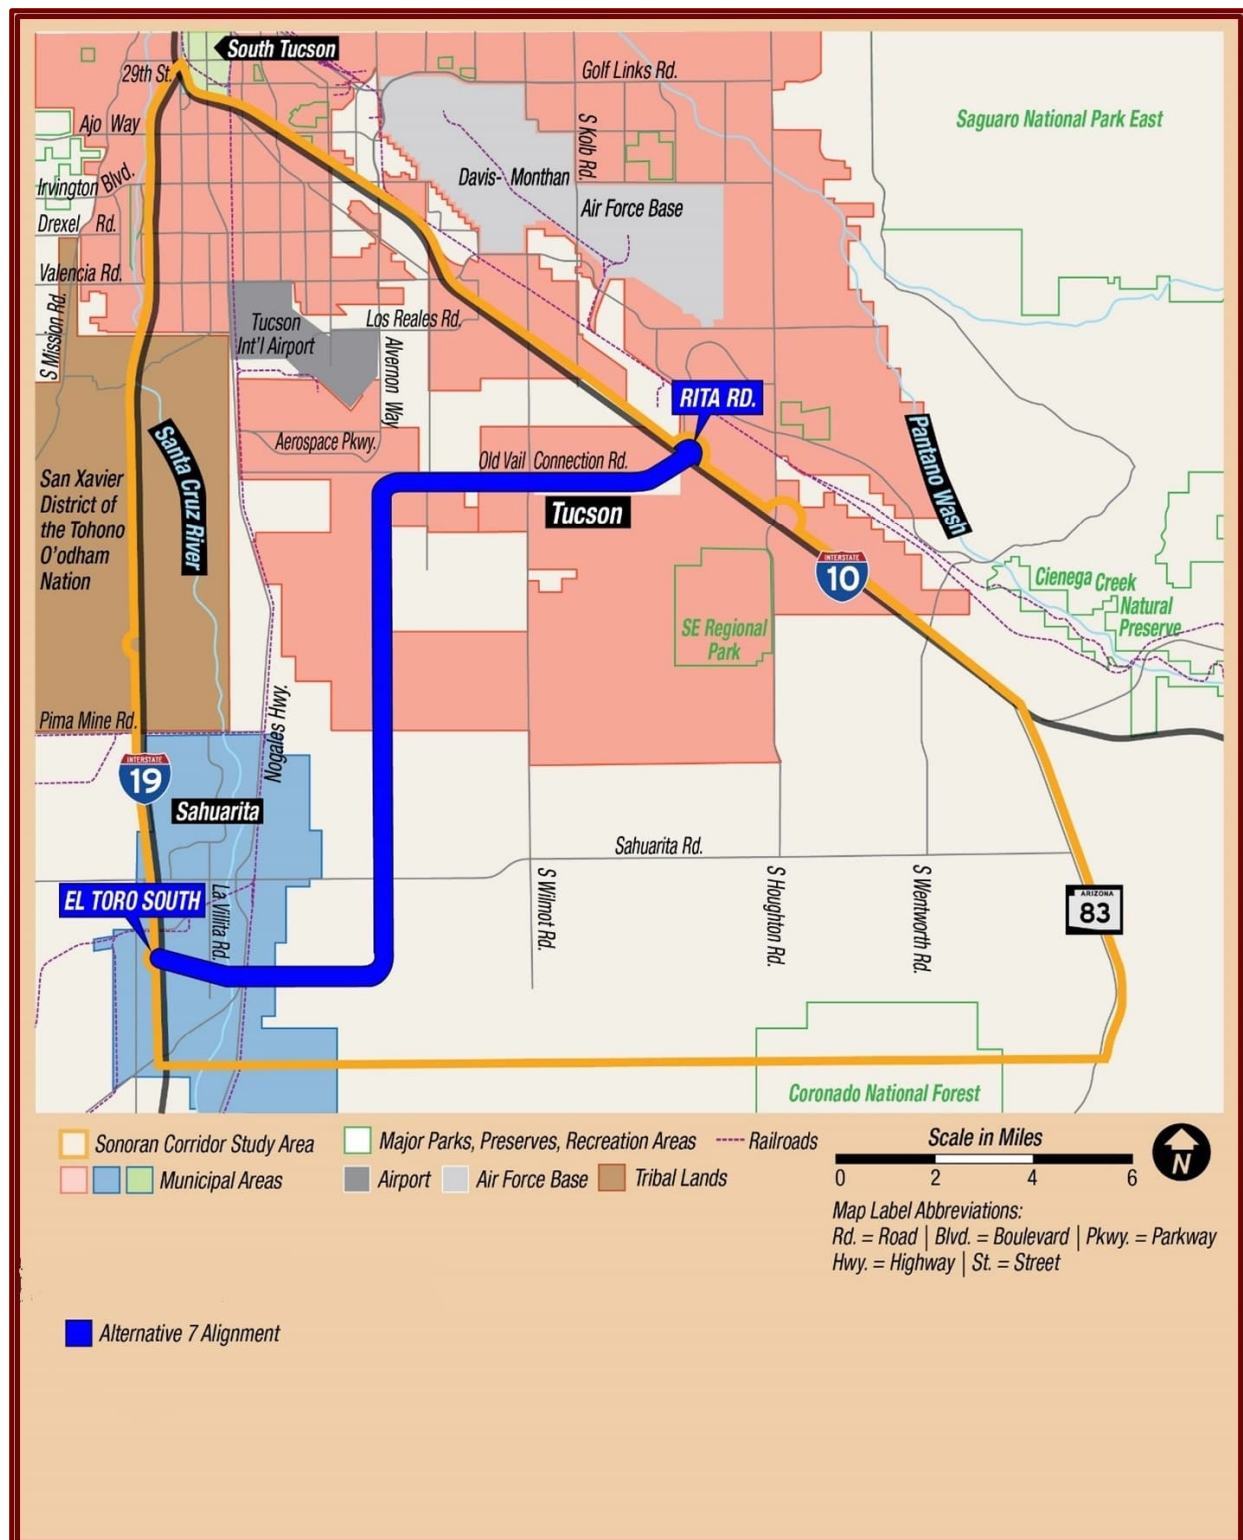 South Tucson
29th St.
Golf Links Rd.
Ajo Way
S Kolb Rd.
Saguaro National Park East
Irvington Blvd.
Davis- Monthan
Air Force Base
Drexel Rd.
Valencia Rd.
S Mission Rd.
Tucson
Int'l Airport
Los Reales Rd.
Alvernon Way
RITA RD.
Aerospace Pkwy.
Old Vail Connection Rd.
Santa Cruz River
Pantano Wash
San Xavier
District of
the Tohono
O'odham
Nation
Tucson
INTERSTATE
10
Cienega Creek
Natural
Preserve
SE Regional
Park
Pima Mine Rd.
Nogales Hwy.
INTERSTATE
19
Sahuarita
Sahuarita Rd.
EL TORO SOUTH
La Villita Rd.
S Wilmot Rd.
S Houghton Rd.
S Wentworth Rd.
ARIZONA
83
Coronado National Forest
Sonoran Corridor Study Area
Major Parks, Preserves, Recreation Areas
Railroads
Municipal Areas
Airport
Air Force Base
Tribal Lands
Scale in Miles
0 2 4 6
N
Map Label Abbreviations:
Rd. = Road | Blvd. = Boulevard | Pkwy. = Parkway
Hwy. = Highway | St. = Street
Alternative 7 Alignment